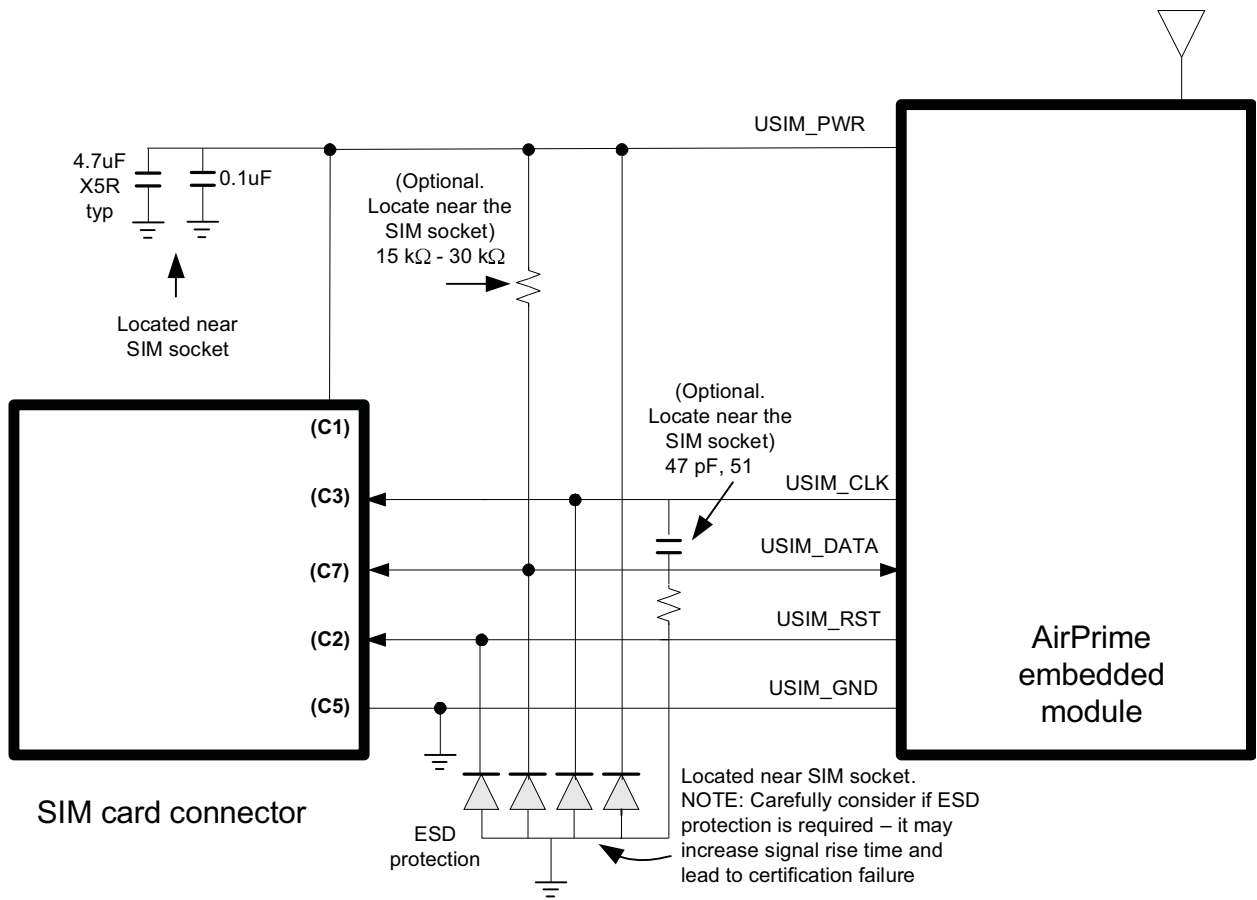 USIM_PWR
4.7uF
X5R
typ
0.1uF
(Optional.
Locate near the
SIM socket)
15 kΩ - 30 kΩ
Located near
SIM socket
(Optional.
Locate near the
SIM socket)
47 pF, 51
(C1)
(C3)
USIM_CLK
(C7)
USIM_DATA
(C2)
USIM_RST
(C5)
USIM_GND
AirPrime
embedded
module
SIM card connector
ESD
protection
Located near SIM socket.
NOTE: Carefully consider if ESD
protection is required – it may
increase signal rise time and
lead to certification failure